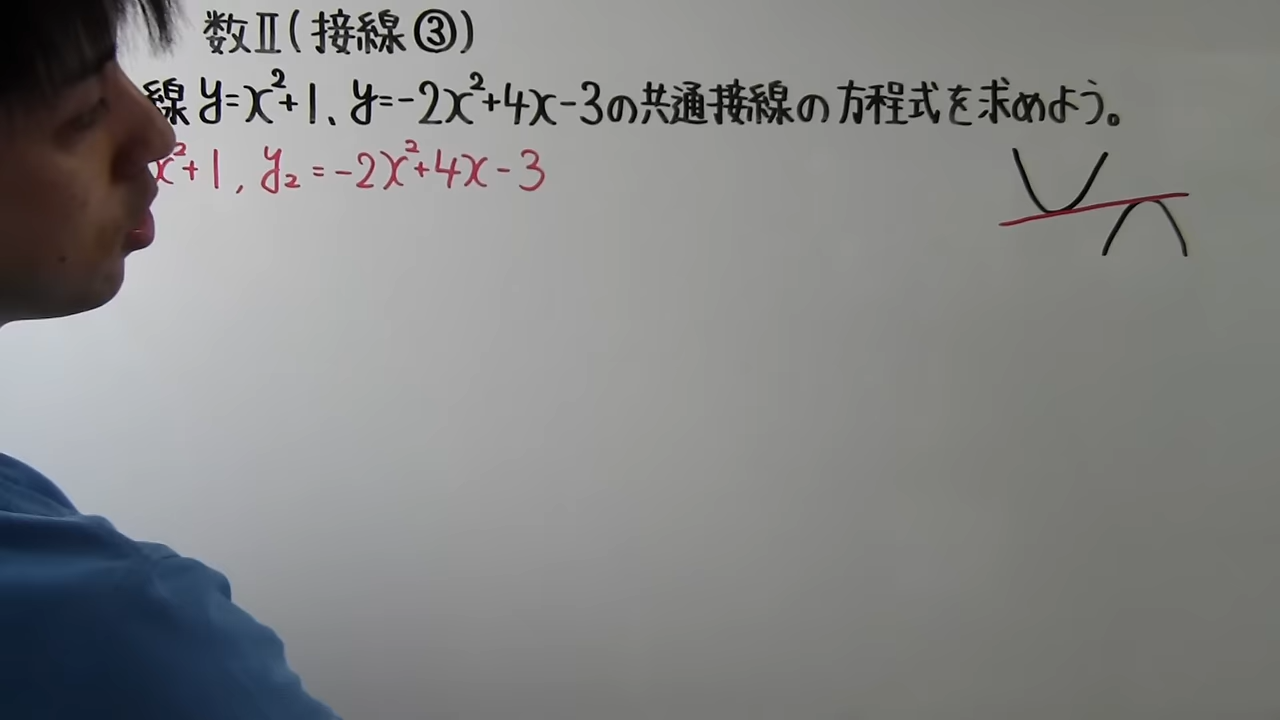 数Ⅱ(接線③)
線 y=x²+1、y=-2x²+4x-3の共通接線の方程式を求めよう。
x²+1, y₂=-2x²+4x-3